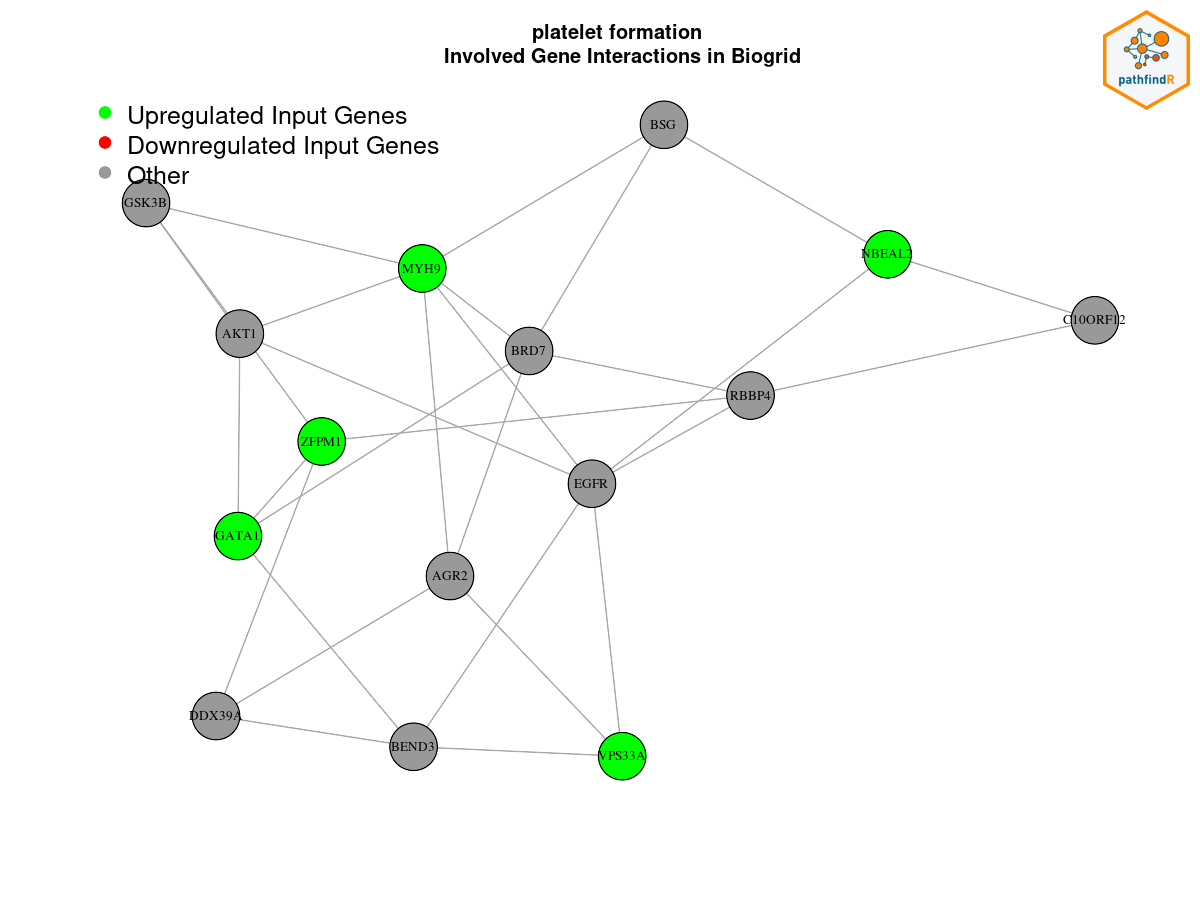 platelet formation
Involved Gene Interactions in Biogrid
pathfindR
Upregulated Input Genes
Downregulated Input Genes
Other
BSG
GSK3B
NBEAL2
MYH9
C10ORF12
AKT1
BRD7
RBBP4
ZFPM1
EGFR
GATA1
AGR2
DDX39A
BEND3
VPS33A